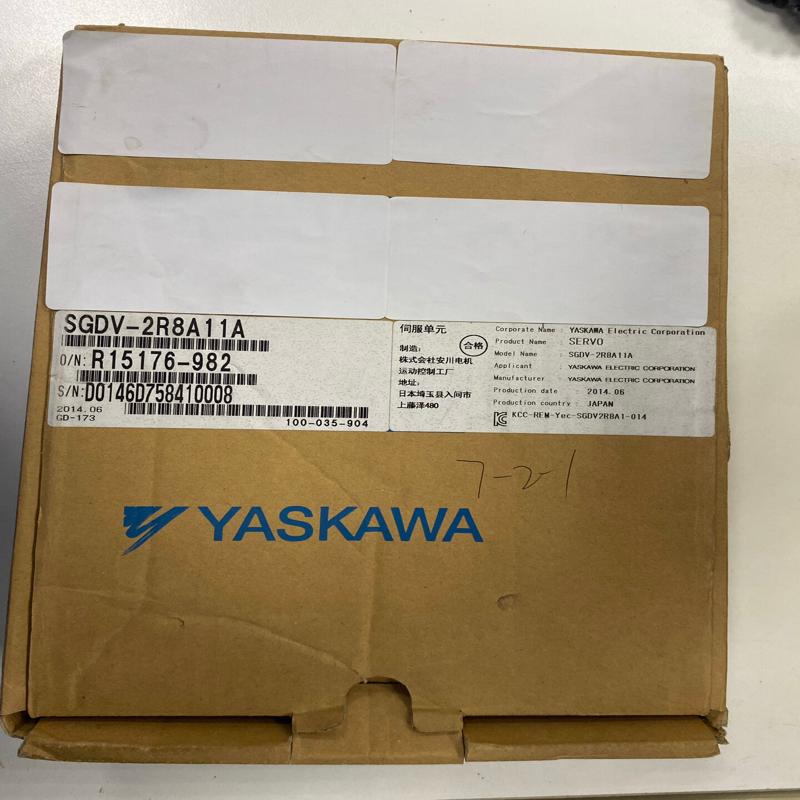 SGDV-2R8A11A
O/N: R15176-982
S/N: D0146D758410008
2014.06
GD-173
100-035-904
伺服单元
制造:
株式会社安川电机
运动控制工厂
地址:
日本埼玉县入间市
上藤泽480
合格
Corporate Name : YASKAWA Electric Corporation
Product Name : SERVO
Model Name : SGDV-2R8A11A
Applicant : YASKAWA ELECTRIC CORPORATION
Manufacturer : YASKAWA ELECTRIC CORPORATION
Production date : 2014.06
Production country : JAPAN
KCC-REM-Yec-SGDV2R8A1-014
7-2-1
YASKAWA